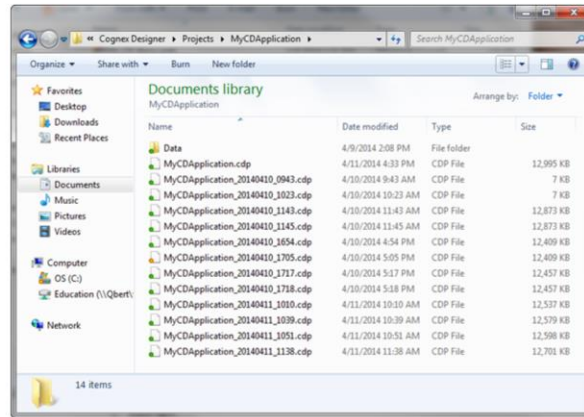 « Cognex Designer ▸ Projects ▸ MyCDApplication ▸ Search MyCDApplication
Organize Share with Burn New folder
Favorites
Desktop
Downloads
Recent Places
Libraries
Documents
Music
Pictures
Videos
Computer
OS (C:)
Education (\\Qbert\
Network
Documents library
MyCDApplication
Arrange by: Folder
Name Date modified Type Size
Data 4/9/2014 2:08 PM File folder
MyCDApplication.cdp 4/11/2014 4:33 PM CDP File 12,995 KB
MyCDApplication_20140410_0943.cdp 4/10/2014 9:43 AM CDP File 7 KB
MyCDApplication_20140410_1023.cdp 4/10/2014 10:23 AM CDP File 7 KB
MyCDApplication_20140410_1143.cdp 4/10/2014 11:43 AM CDP File 12,873 KB
MyCDApplication_20140410_1145.cdp 4/10/2014 11:45 AM CDP File 12,873 KB
MyCDApplication_20140410_1654.cdp 4/10/2014 4:54 PM CDP File 12,409 KB
MyCDApplication_20140410_1705.cdp 4/10/2014 5:05 PM CDP File 12,409 KB
MyCDApplication_20140410_1717.cdp 4/10/2014 5:17 PM CDP File 12,457 KB
MyCDApplication_20140410_1718.cdp 4/10/2014 5:18 PM CDP File 12,457 KB
MyCDApplication_20140411_1010.cdp 4/11/2014 10:10 AM CDP File 12,537 KB
MyCDApplication_20140411_1039.cdp 4/11/2014 10:39 AM CDP File 12,579 KB
MyCDApplication_20140411_1051.cdp 4/11/2014 10:51 AM CDP File 12,598 KB
MyCDApplication_20140411_1138.cdp 4/11/2014 11:38 AM CDP File 12,701 KB
14 items